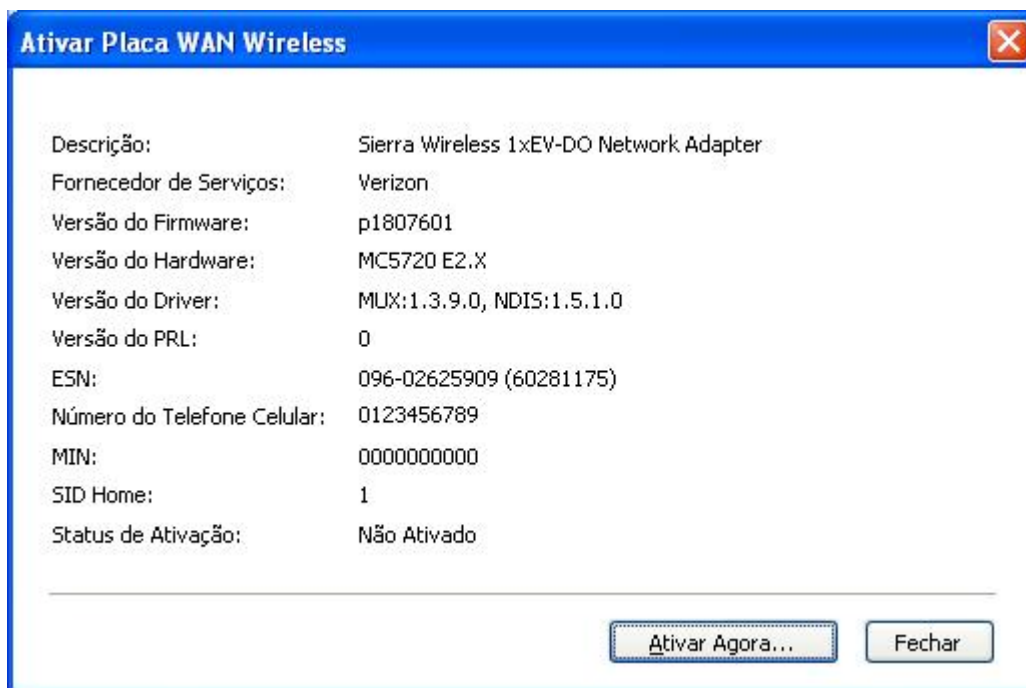 Ativar Placa WAN Wireless
Descrição: Sierra Wireless 1xEV-DO Network Adapter
Fornecedor de Serviços: Verizon
Versão do Firmware: p1807601
Versão do Hardware: MC5720 E2.X
Versão do Driver: MUX:1.3.9.0, NDIS:1.5.1.0
Versão do PRL: 0
ESN: 096-02625909 (60281175)
Número do Telefone Celular: 0123456789
MIN: 0000000000
SID Home: 1
Status de Ativação: Não Ativado
Ativar Agora... Fechar